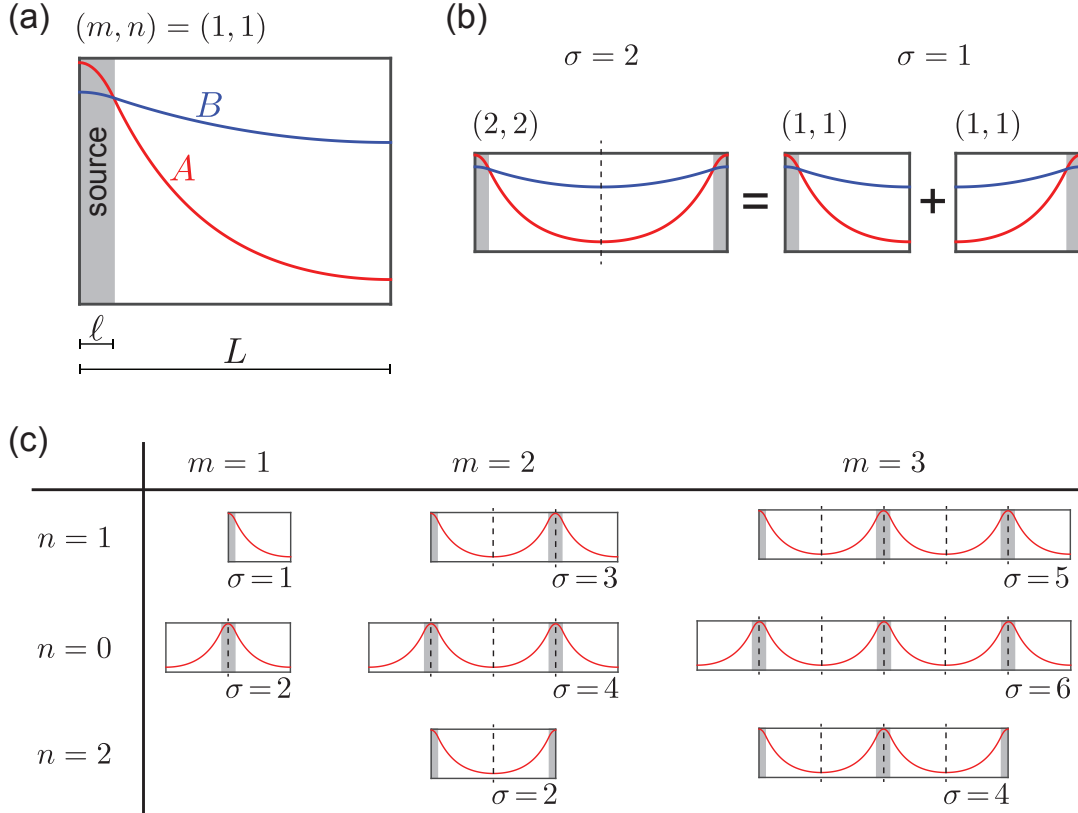 (a)
(m, n) = (1, 1)
source
A
B
ℓ
L
(b)
σ = 2
σ = 1
(2, 2)
(1, 1)
(1, 1)
=
+
(c)
m = 1
m = 2
m = 3
n = 1
σ = 1
σ = 3
σ = 5
n = 0
σ = 2
σ = 4
σ = 6
n = 2
σ = 2
σ = 4